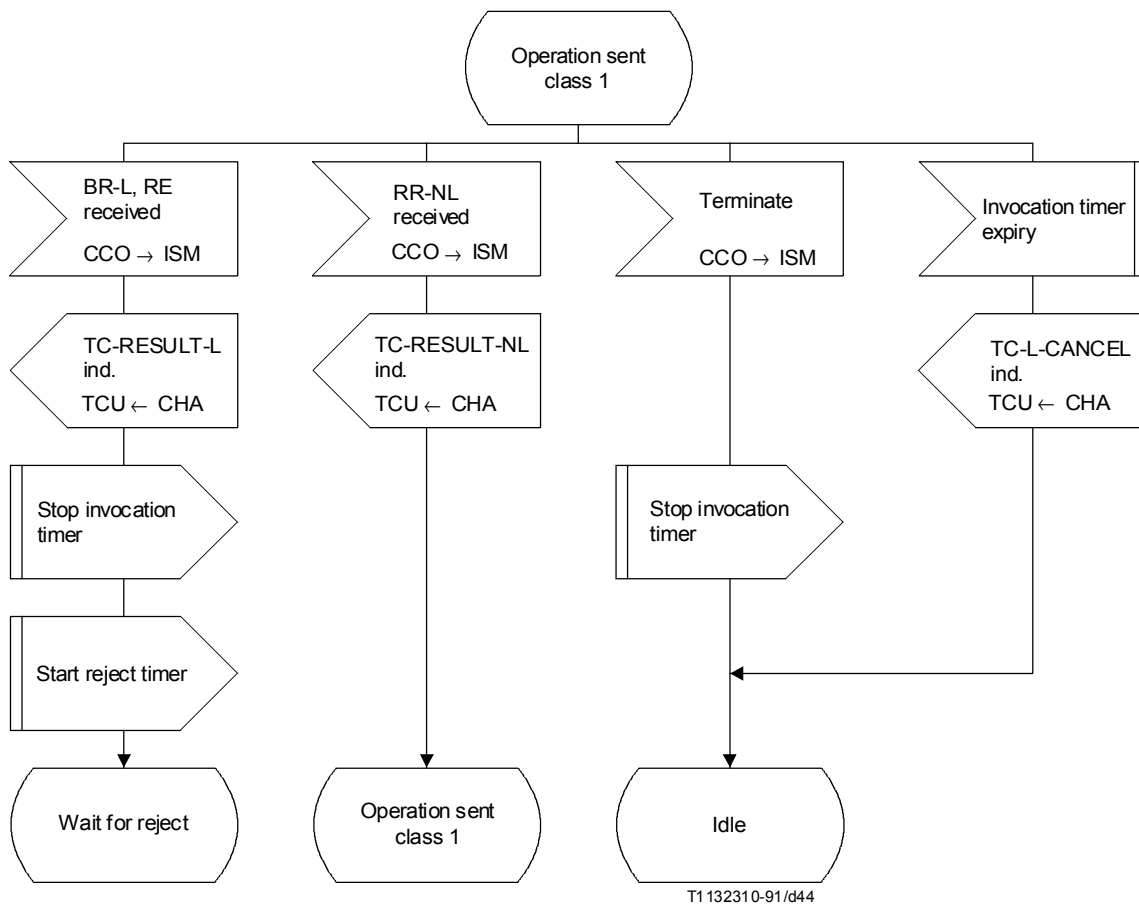 Operation sent
class 1
BR-L, RE
received
CCO → ISM
RR-NL
received
CCO → ISM
Terminate
CCO → ISM
Invocation timer
expiry
TC-RESULT-L
ind.
TCU ← CHA
TC-RESULT-NL
ind.
TCU ← CHA
TC-L-CANCEL
ind.
TCU ← CHA
Stop invocation
timer
Stop invocation
timer
Start reject timer
Wait for reject
Operation sent
class 1
Idle
T1132310-91/d44